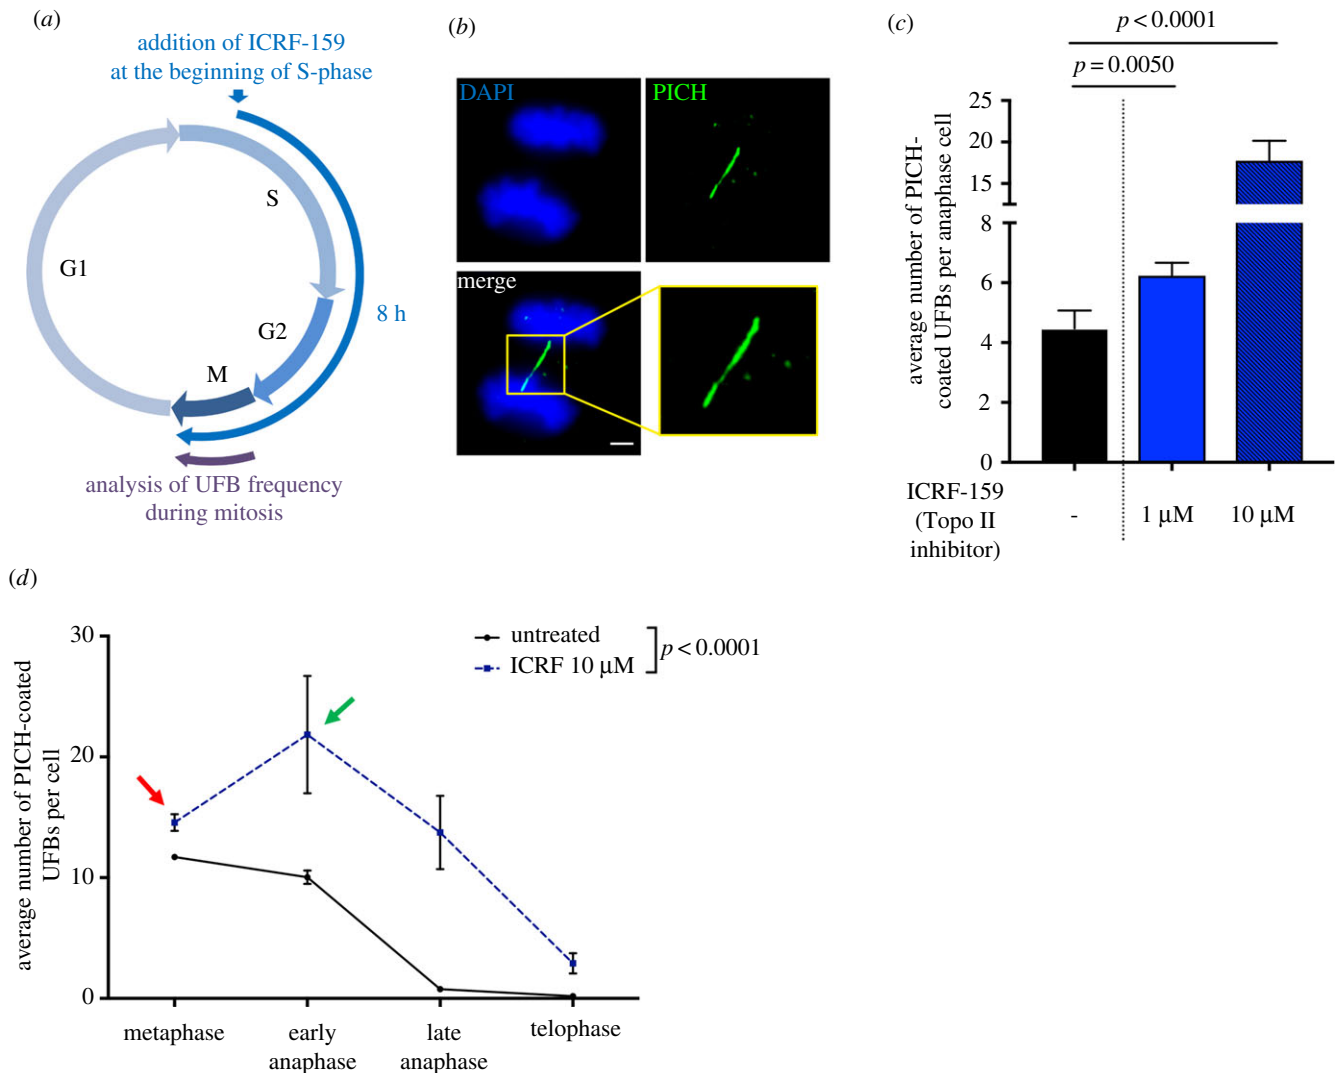 (a)
addition of ICRF-159
at the beginning of S-phase
S
G1
G2
M
8 h
analysis of UFB frequency
during mitosis
(b)
DAPI
PICH
merge
(c)
p < 0.0001
p = 0.0050
average number of PICH-
coated UFBs per anaphase cell
25
20
15
8
6
4
2
0
ICRF-159
(Topo II
inhibitor)
-
1 μM
10 μM
(d)
average number of PICH-coated
UFBs per cell
30
20
10
0
untreated
ICRF 10 μM
p < 0.0001
metaphase
early
anaphase
late
anaphase
telophase